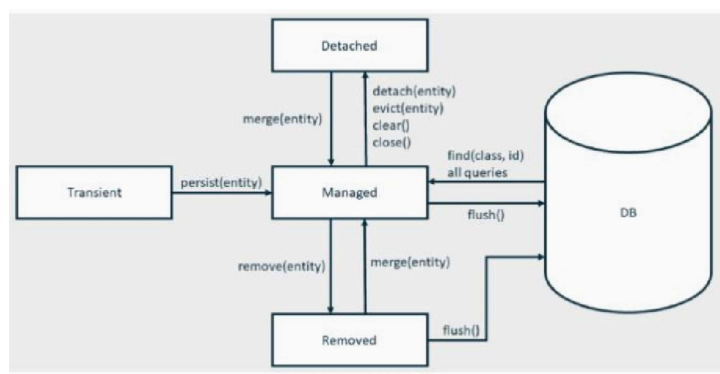 Detached
merge(entity)
detach(entity)
evict(entity)
clear()
close()
find(class, id)
all queries
Transient
persist(entity)
Managed
flush()
DB
remove(entity)
merge(entity)
flush()
Removed